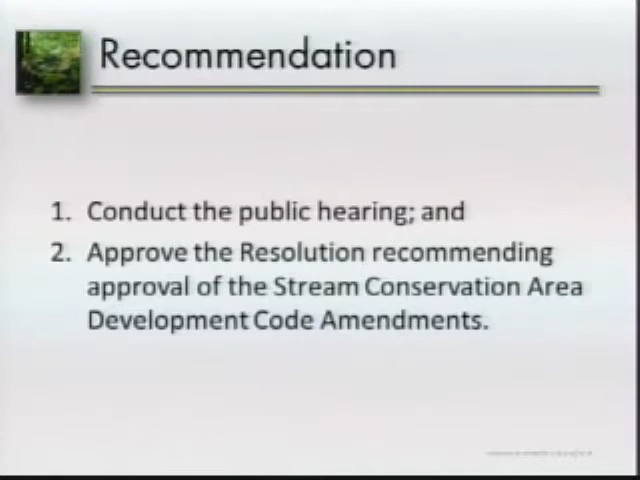 Recommendation
1. Conduct the public hearing; and
2. Approve the Resolution recommending
approval of the Stream Conservation Area
Development Code Amendments.